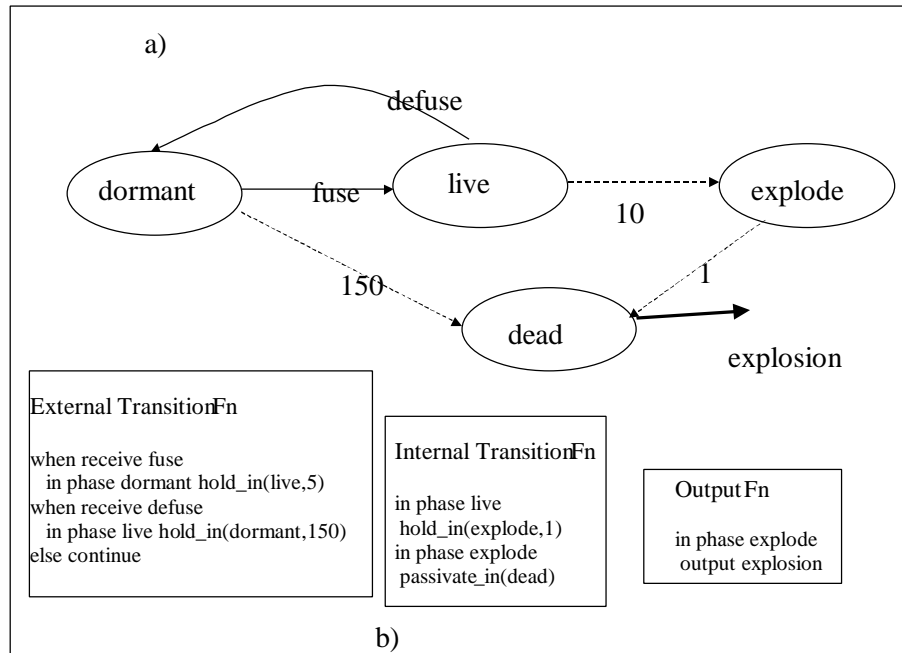 a)
defuse
dormant
fuse
live
10
explode
150
1
dead
explosion
External TransitionFn
when receive fuse
in phase dormant hold_in(live,5)
when receive defuse
in phase live hold_in(dormant,150)
else continue
Internal TransitionFn
in phase live
hold_in(explode,1)
in phase explode
passivate_in(dead)
OutputFn
in phase explode
output explosion
b)